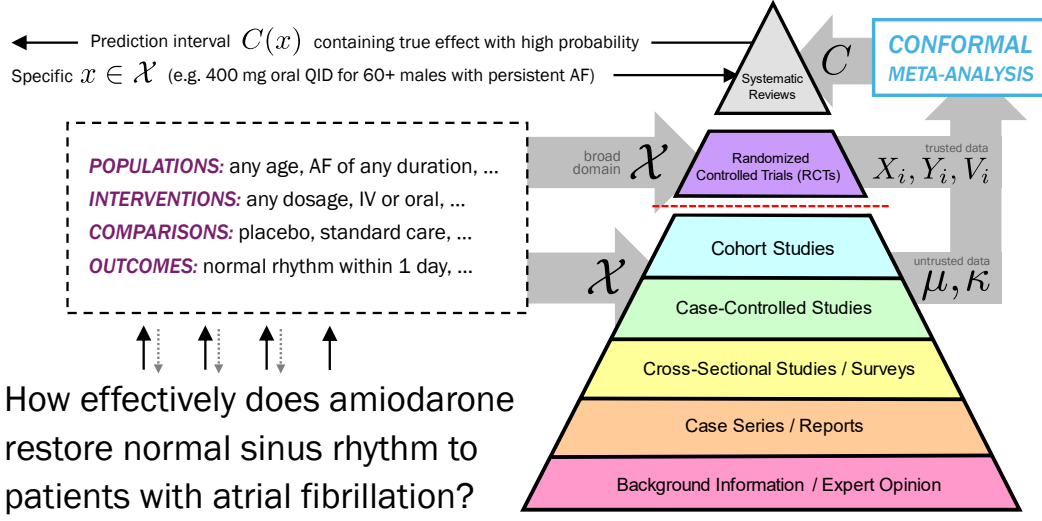 Prediction interval C(x) containing true effect with high probability
Specific x ∈ 𝒳 (e.g. 400 mg oral QID for 60+ males with persistent AF)
Systematic
Reviews
C
CONFORMAL
META-ANALYSIS
POPULATIONS: any age, AF of any duration, ...
INTERVENTIONS: any dosage, IV or oral, ...
COMPARISONS: placebo, standard care, ...
OUTCOMES: normal rhythm within 1 day, ...
broad
domain
𝒳
Randomized
Controlled Trials (RCTs)
trusted data
X_i, Y_i, V_i
𝒳
Cohort Studies
untrusted data
μ, κ
Case-Controlled Studies
Cross-Sectional Studies / Surveys
Case Series / Reports
Background Information / Expert Opinion
How effectively does amiodarone
restore normal sinus rhythm to
patients with atrial fibrillation?